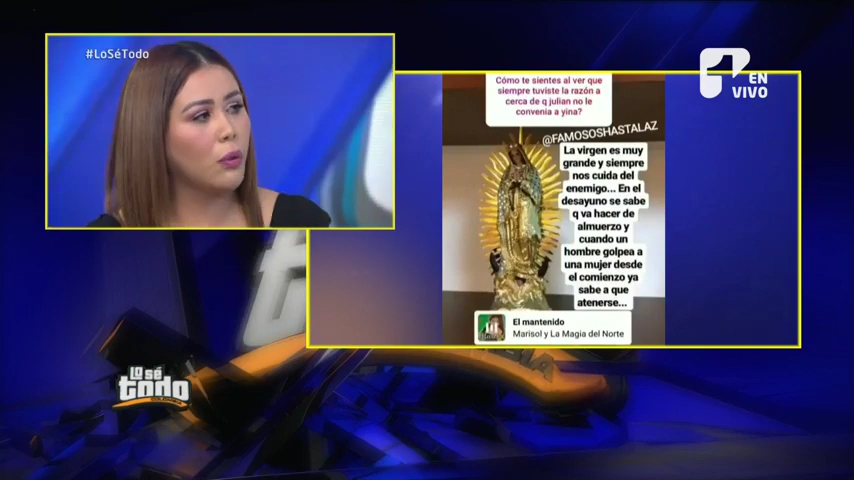 #LoSéTodo
EN
VIVO
Cómo te sientes al ver que
siempre tuviste la razón a
cerca de q julian no le
convenia a yina?
@FAMOSOSHASTALAZ
La virgen es muy
grande y siempre
nos cuida del
enemigo... En el
desayuno se sabe
q va hacer de
almuerzo y
cuando un
hombre golpea a
una mujer desde
el comienzo ya
sabe a que
atenerse...
El mantenido
Marisol y La Magia del Norte
Lo sé
todo